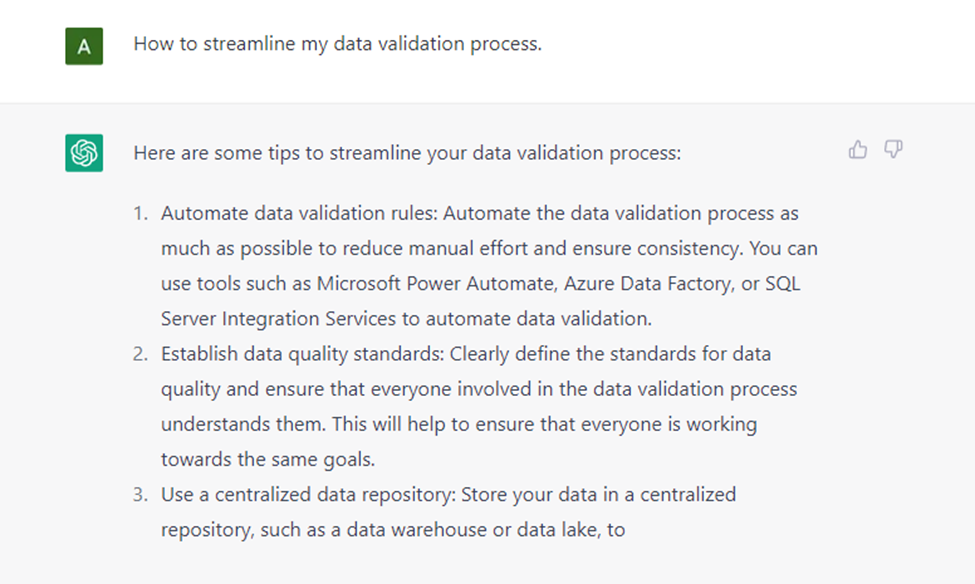 A
How to streamline my data validation process.
Here are some tips to streamline your data validation process:
1. Automate data validation rules: Automate the data validation process as
much as possible to reduce manual effort and ensure consistency. You can
use tools such as Microsoft Power Automate, Azure Data Factory, or SQL
Server Integration Services to automate data validation.
2. Establish data quality standards: Clearly define the standards for data
quality and ensure that everyone involved in the data validation process
understands them. This will help to ensure that everyone is working
towards the same goals.
3. Use a centralized data repository: Store your data in a centralized
repository, such as a data warehouse or data lake, to